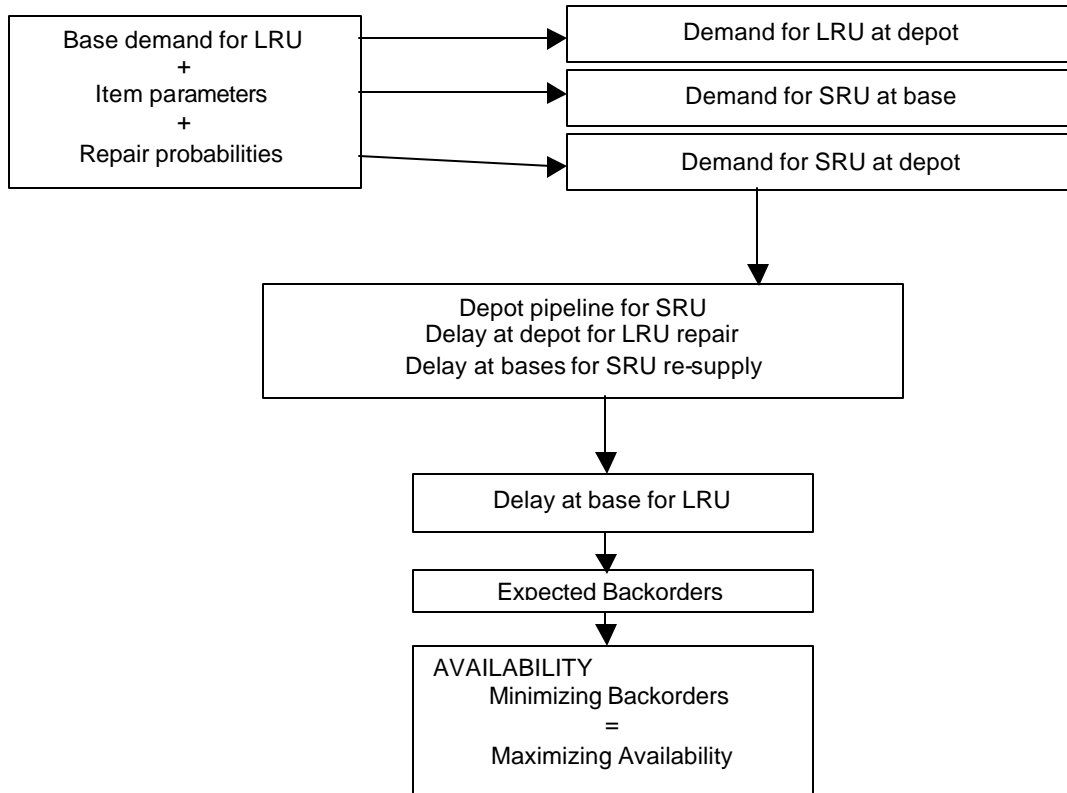 Base demand for LRU
+
Item parameters
+
Repair probabilities
Demand for LRU at depot
Demand for SRU at base
Demand for SRU at depot
Depot pipeline for SRU
Delay at depot for LRU repair
Delay at bases for SRU re-supply
Delay at base for LRU
Expected Backorders
AVAILABILITY
Minimizing Backorders
=
Maximizing Availability